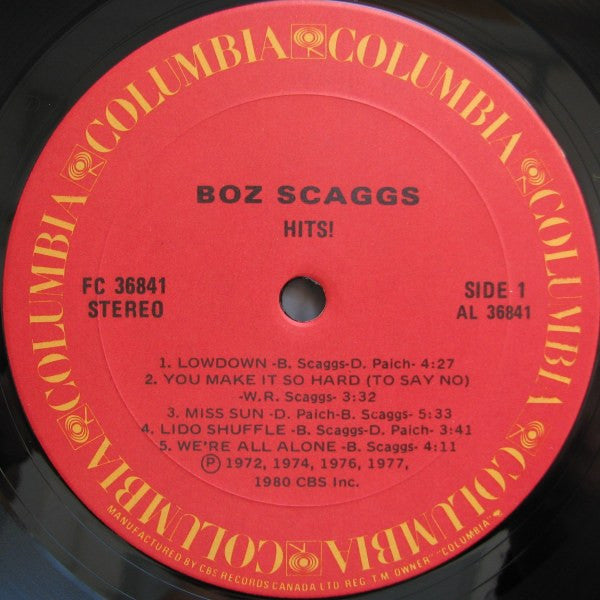 COLUMBIA COLUMBIA COLUMBIA COLUMBIA COLUMBIA COLUMBIA COLUMBIA
BOZ SCAGGS
HITS!
FC 36841
STEREO
SIDE 1
AL 36841
1. LOWDOWN -B. Scaggs-D. Paich- 4:27
2. YOU MAKE IT SO HARD (TO SAY NO)
-W.R. Scaggs- 3:32
3. MISS SUN -D. Paich-B. Scaggs- 5:33
4. LIDO SHUFFLE -B. Scaggs-D. Paich- 3:41
5. WE'RE ALL ALONE -B. Scaggs- 4:11
Ⓟ 1972, 1974, 1976, 1977,
1980 CBS Inc.
MANUFACTURED BY CBS RECORDS CANADA LTD REG. T.M. OWNER "COLUMBIA"